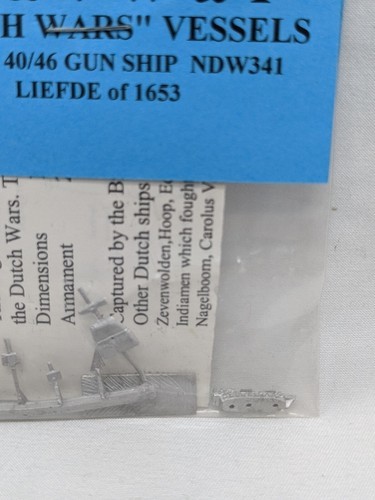 H WARS" VESSELS
40/46 GUN SHIP NDW341
LIEFDE of 1653
the Dutch Wars. T
Dimensions
Armament
captured by the B
Other Dutch ships
Zevenwolden, Hoop, Ee
Indiamen which fough
Nagelboom, Carolus V